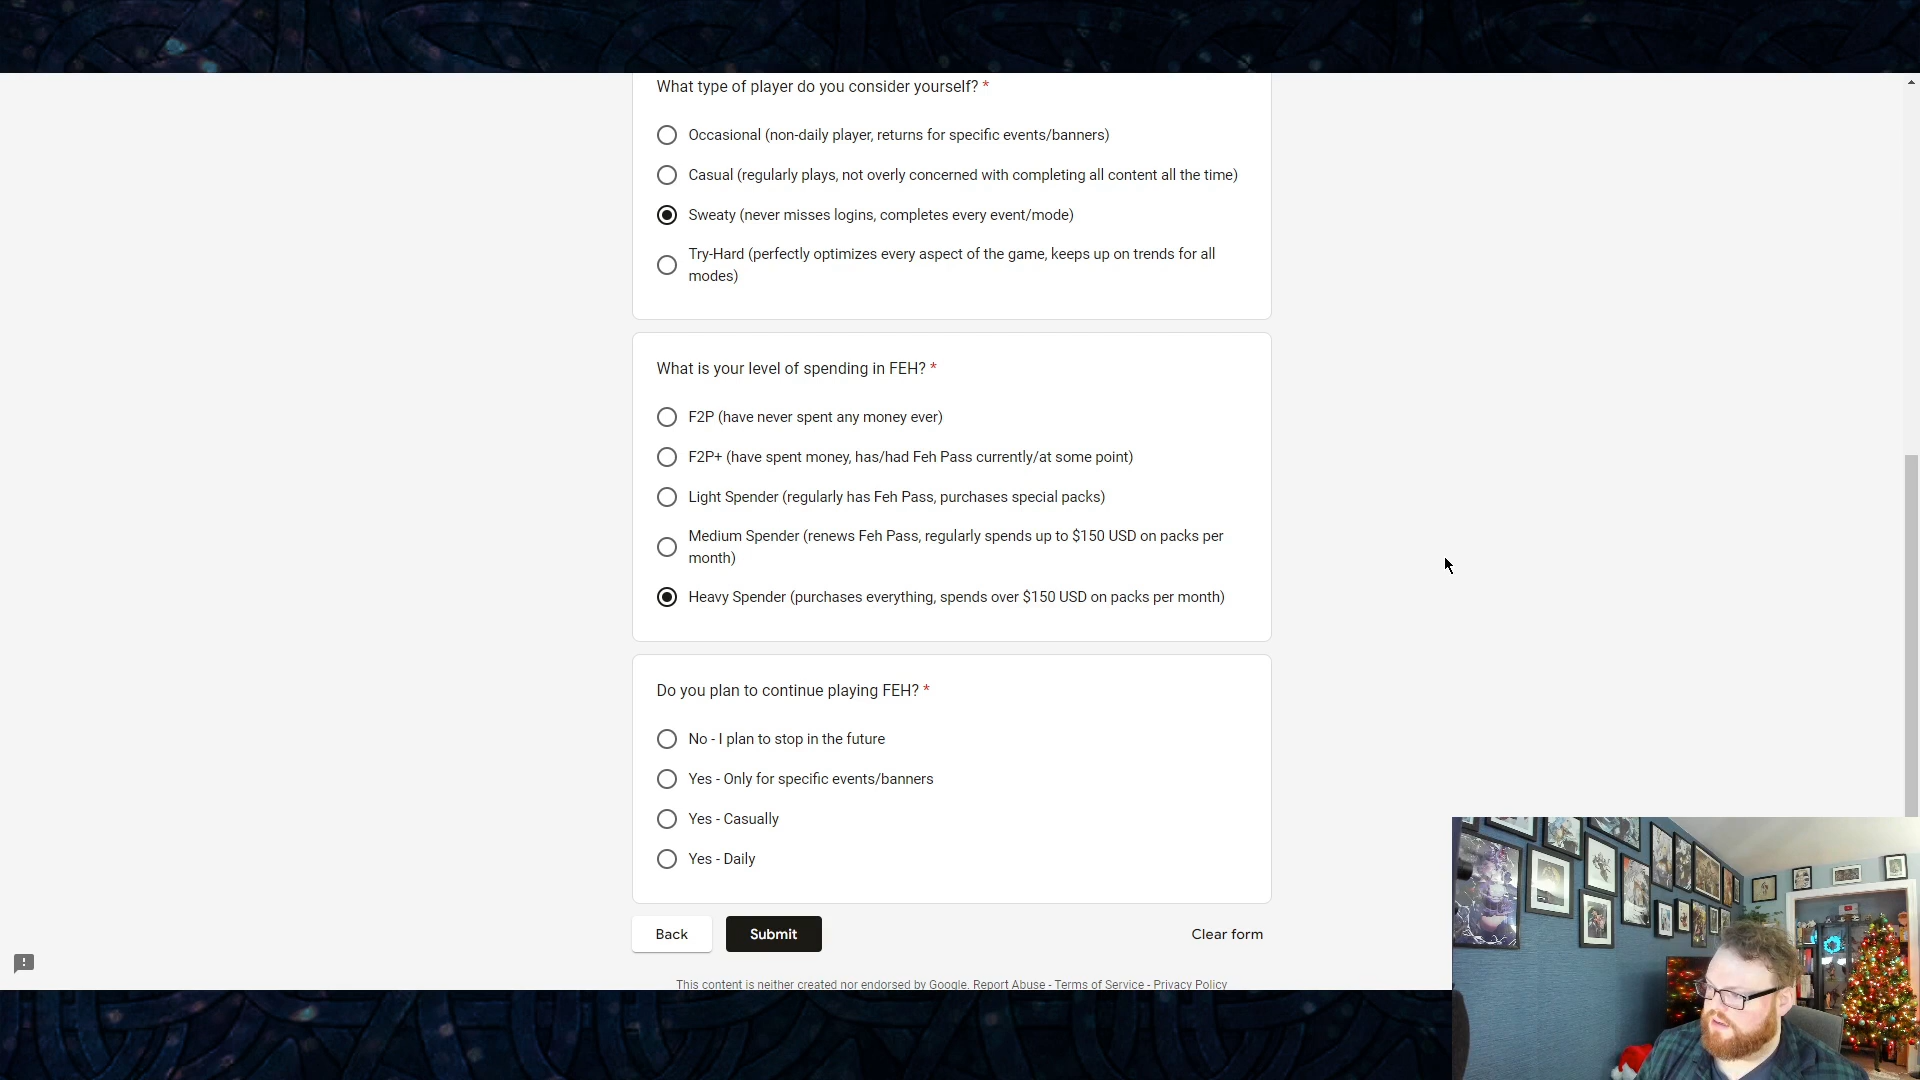 What type of player do you consider yourself? *
Occasional (non-daily player, returns for specific events/banners)
Casual (regularly plays, not overly concerned with completing all content all the time)
Sweaty (never misses logins, completes every event/mode)
Try-Hard (perfectly optimizes every aspect of the game, keeps up on trends for all
modes)
What is your level of spending in FEH? *
F2P (have never spent any money ever)
F2P+ (have spent money, has/had Feh Pass currently/at some point)
Light Spender (regularly has Feh Pass, purchases special packs)
Medium Spender (renews Feh Pass, regularly spends up to $150 USD on packs per
month)
Heavy Spender (purchases everything, spends over $150 USD on packs per month)
Do you plan to continue playing FEH? *
No - I plan to stop in the future
Yes - Only for specific events/banners
Yes - Casually
Yes - Daily
Back
Submit
Clear form
This content is neither created nor endorsed by Google. Report Abuse - Terms of Service - Privacy Policy